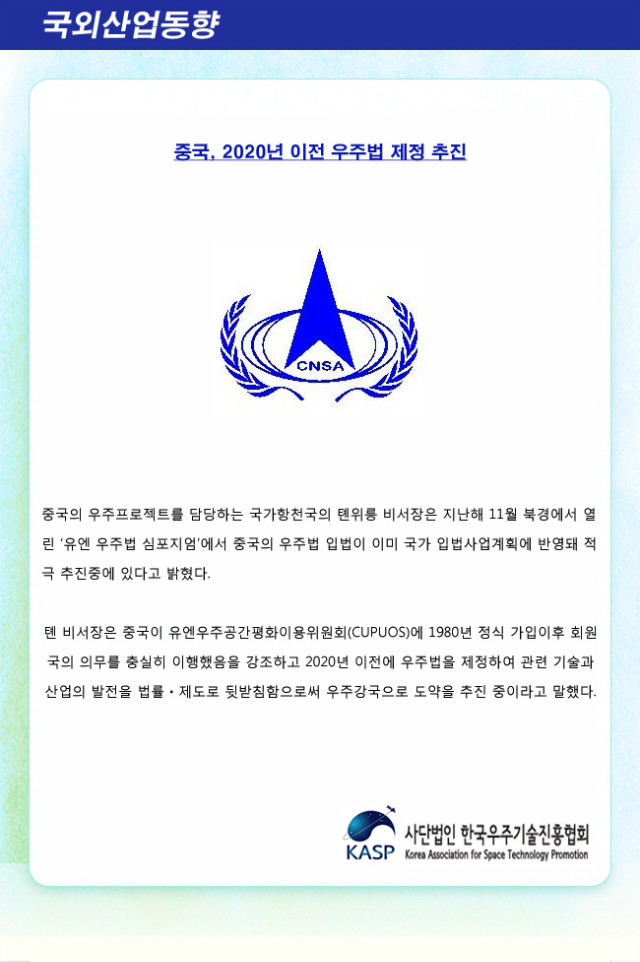 국외산업동향
중국, 2020년 이전 우주법 제정 추진
CNSA
중국의 우주프로젝트를 담당하는 국가항천국의 톈위룽 비서장은 지난해 11월 북경에서 열
린 ‘유엔 우주법 심포지엄’에서 중국의 우주법 입법이 이미 국가 입법사업계획에 반영돼 적
극 추진중에 있다고 밝혔다.
톈 비서장은 중국이 유엔우주공간평화이용위원회(CUPUOS)에 1980년 정식 가입이후 회원
국의 의무를 충실히 이행했음을 강조하고 2020년 이전에 우주법을 제정하여 관련 기술과
산업의 발전을 법률·제도로 뒷받침함으로써 우주강국으로 도약을 추진 중이라고 말했다.
KASP 사단법인 한국우주기술진흥협회
Korea Association for Space Technology Promotion